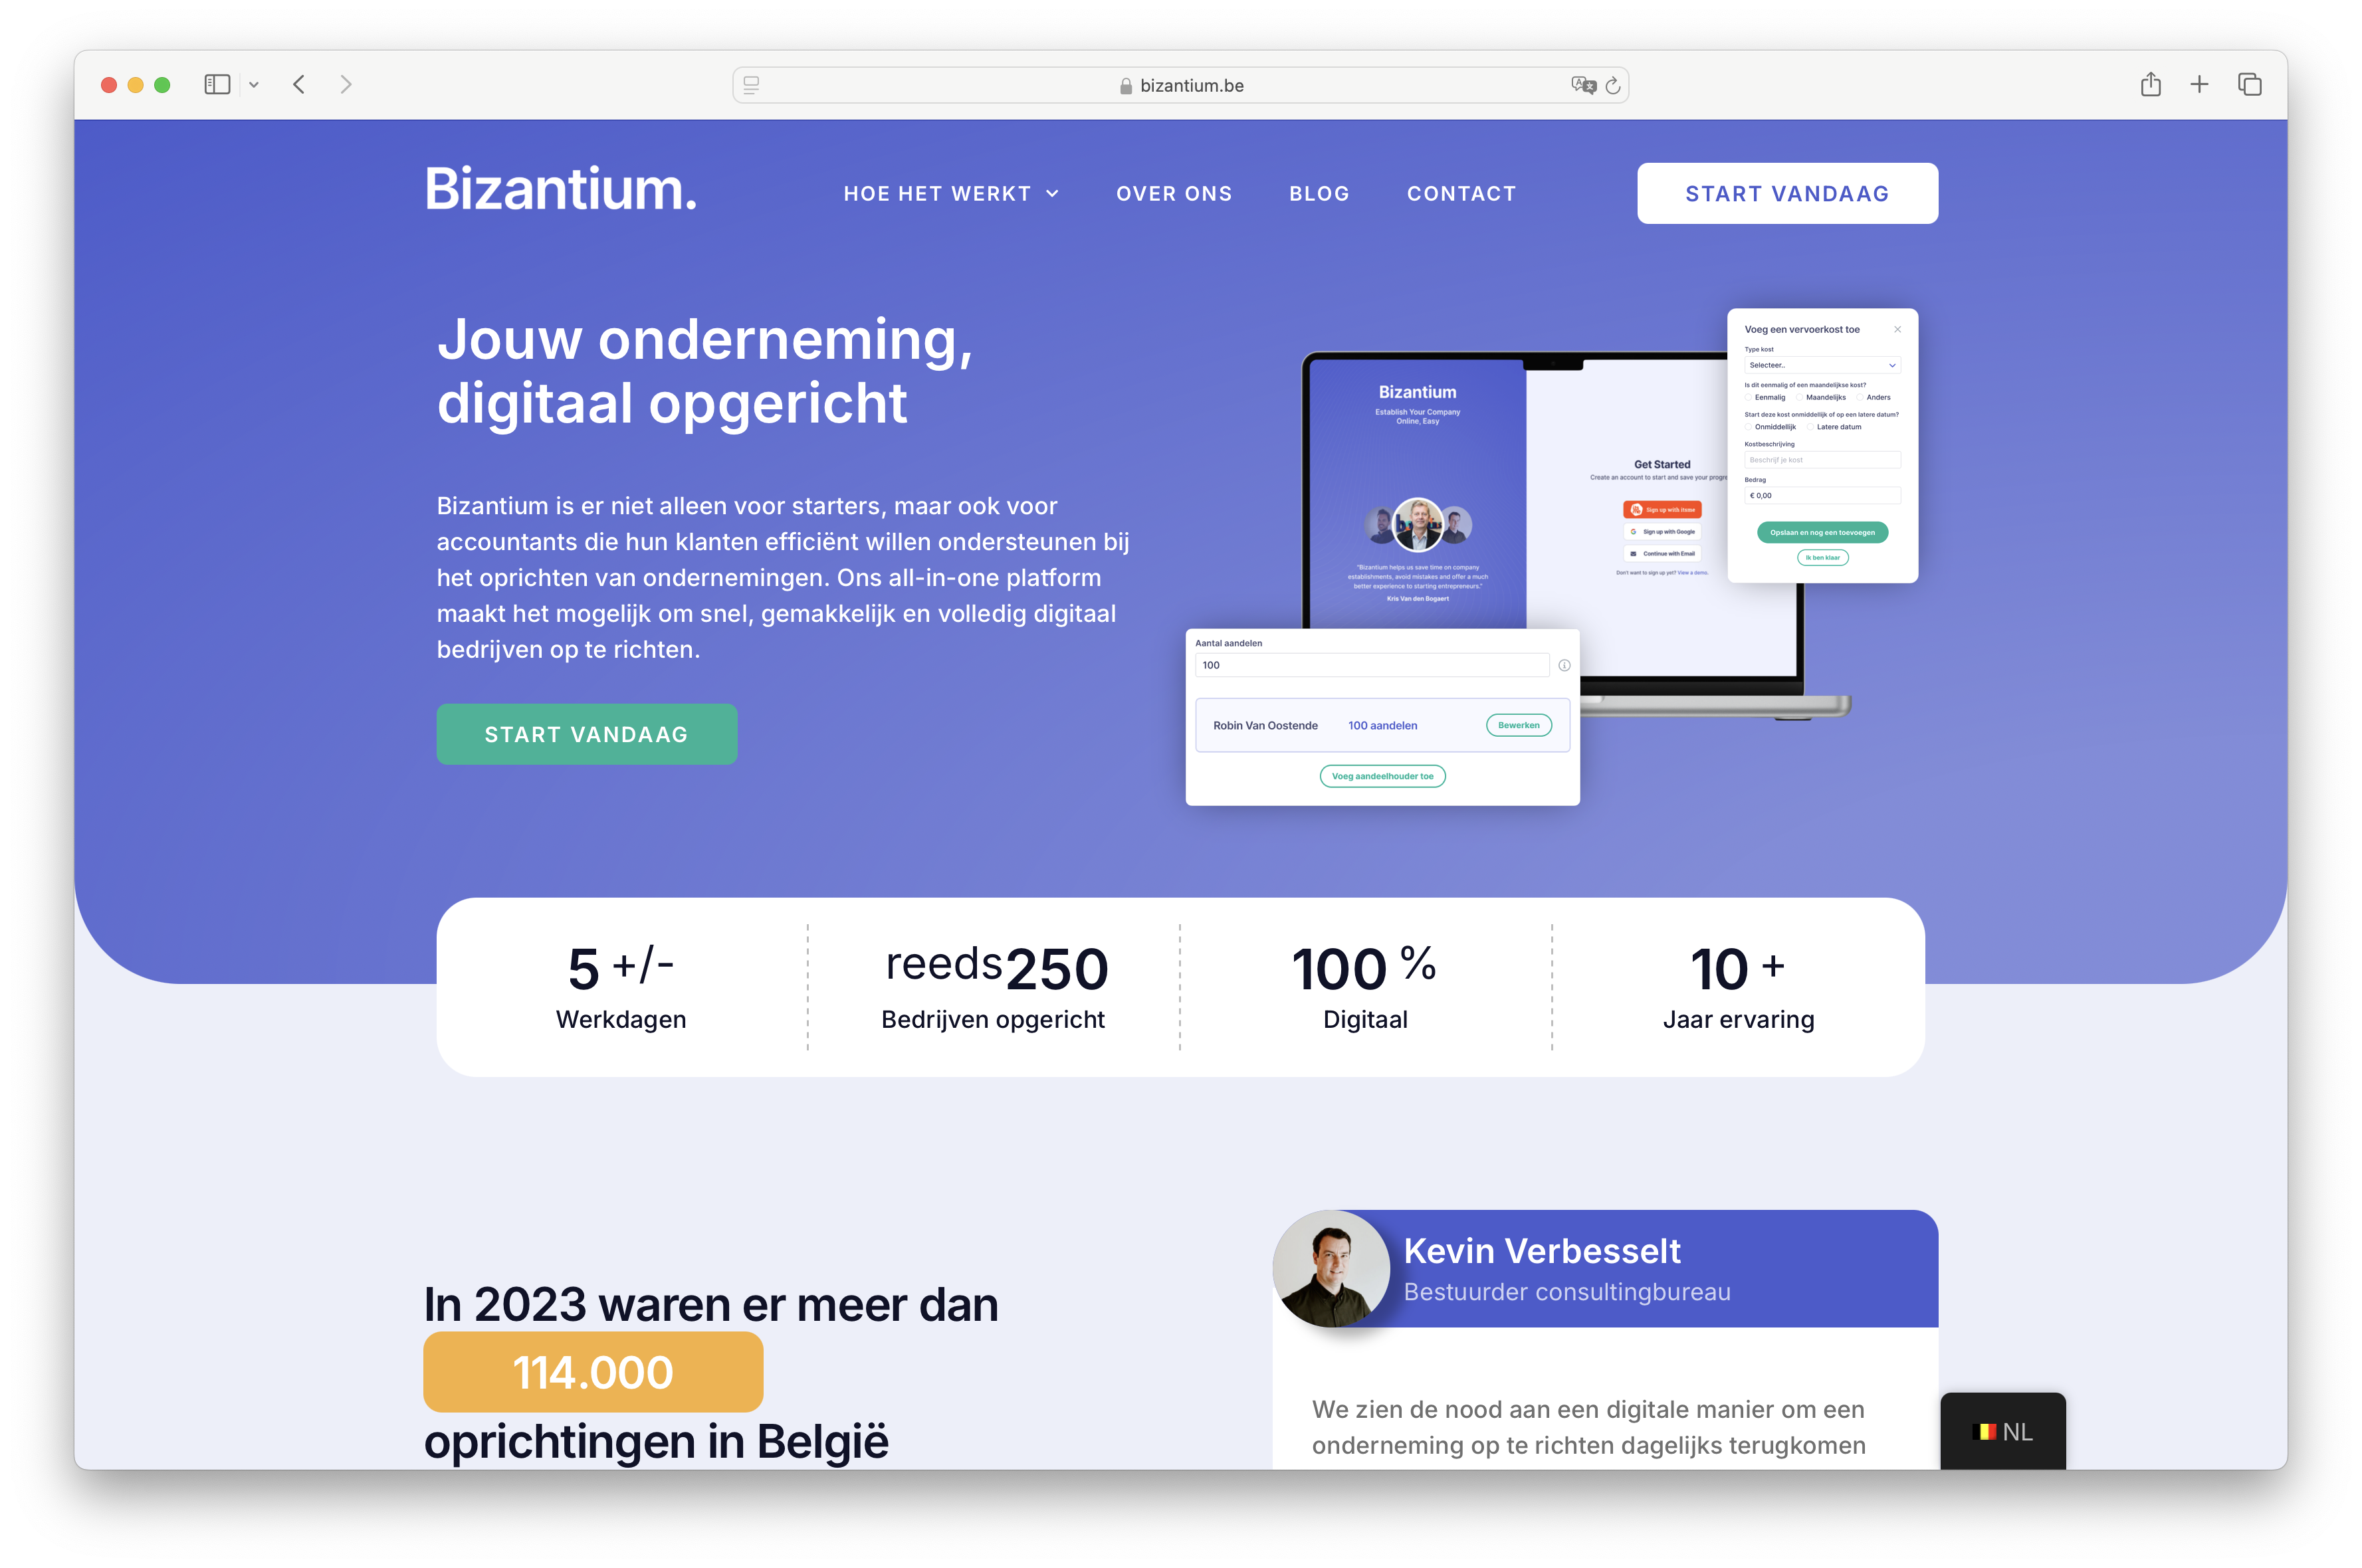 bizantium.be
Bizantium.
HOE HET WERKT
OVER ONS
BLOG
CONTACT
START VANDAAG
Jouw onderneming,
digitaal opgericht
Bizantium is er niet alleen voor starters, maar ook voor
accountants die hun klanten efficiënt willen ondersteunen bij
het oprichten van ondernemingen. Ons all-in-one platform
maakt het mogelijk om snel, gemakkelijk en volledig digitaal
bedrijven op te richten.
START VANDAAG
Bizantium
Establish Your Company
Online, Easy
"Bizantium helps us save time on company
establishments, avoid mistakes and offer a much
better experience to starting entrepreneurs."
Kris Van den Bogaert
Get Started
Create an account to start and save your progre
Sign up with itsme
Sign up with Google
Continue with Email
Don't want to sign up yet? View a demo.
Voeg een vervoerkost toe
Type kost
Selecteer..
Is dit eenmalig of een maandelijkse kost?
Eenmalig Maandelijks Anders
Start deze kost onmiddellijk of op een latere datum?
Onmiddellijk Latere datum
Kostbeschrijving
Beschrijf je kost
Bedrag
€ 0,00
Opslaan en nog een toevoegen
Ik ben klaar
Aantal aandelen
100
Robin Van Oostende 100 aandelen Bewerken
Voeg aandeelhouder toe
5 +/-
Werkdagen
reeds250
Bedrijven opgericht
100 %
Digitaal
10 +
Jaar ervaring
In 2023 waren er meer dan
114.000
oprichtingen in België
Kevin Verbesselt
Bestuurder consultingbureau
We zien de nood aan een digitale manier om een
onderneming op te richten dagelijks terugkomen
NL